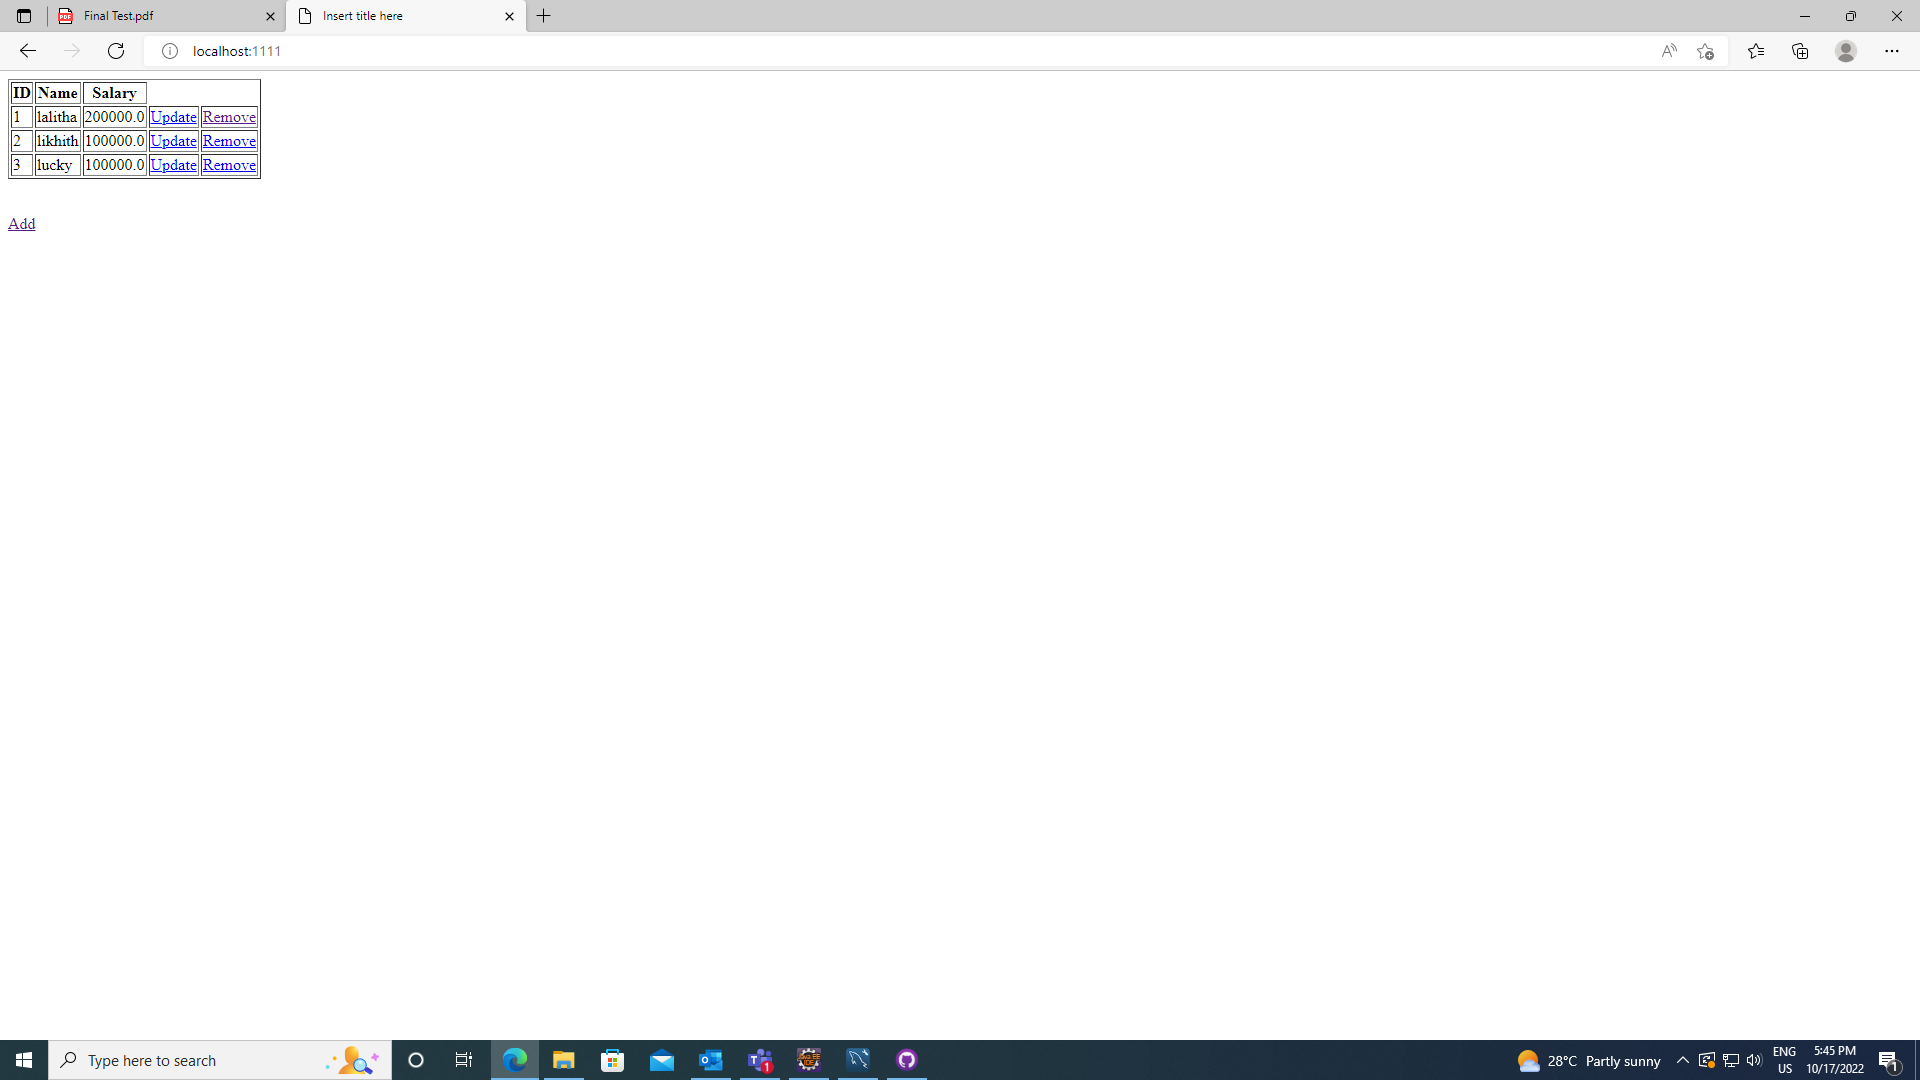 Final Test.pdf
Insert title here
localhost:1111
ID Name Salary
1 lalitha 200000.0 Update Remove
2 likhith 100000.0 Update Remove
3 lucky 100000.0 Update Remove
Add
Type here to search
28°C Partly sunny
ENG
US
5:45 PM
10/17/2022
1
1